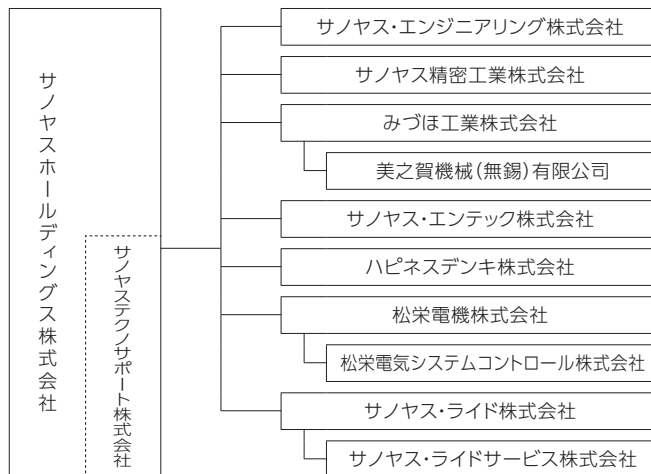 サノヤスホールディングス株式会社
サノヤステクノサポート株式会社
サノヤス・エンジニアリング株式会社
サノヤス精密工業株式会社
みづほ工業株式会社
美之賀機械(無錫)有限公司
サノヤス・エンテック株式会社
ハピネスデンキ株式会社
松栄電機株式会社
松栄電気システムコントロール株式会社
サノヤス・ライド株式会社
サノヤス・ライドサービス株式会社